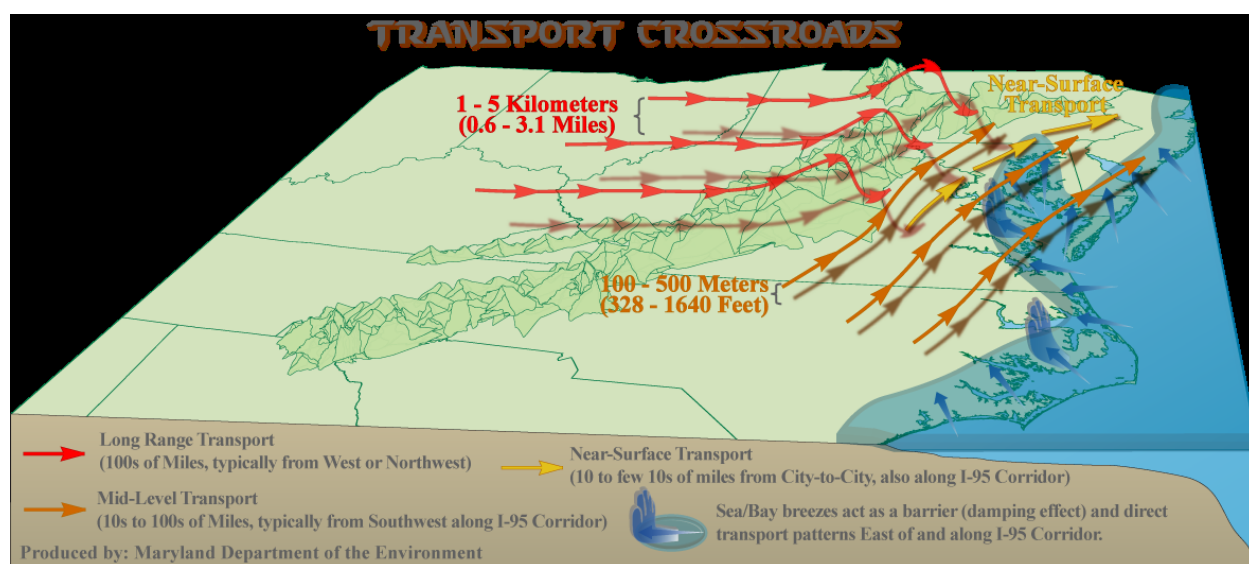 TRANSPORT CROSSROADS
1 - 5 Kilometers
(0.6 - 3.1 Miles)
Near-Surface
Transport
100 - 500 Meters
(328 - 1640 Feet)
Long Range Transport
(100s of Miles, typically from West or Northwest)
Mid-Level Transport
(10s to 100s of Miles, typically from Southwest along I-95 Corridor)
Near-Surface Transport
(10 to few 10s of miles from City-to-City, also along I-95 Corridor)
Sea/Bay breezes act as a barrier (damping effect) and direct
transport patterns East of and along I-95 Corridor.
Produced by: Maryland Department of the Environment